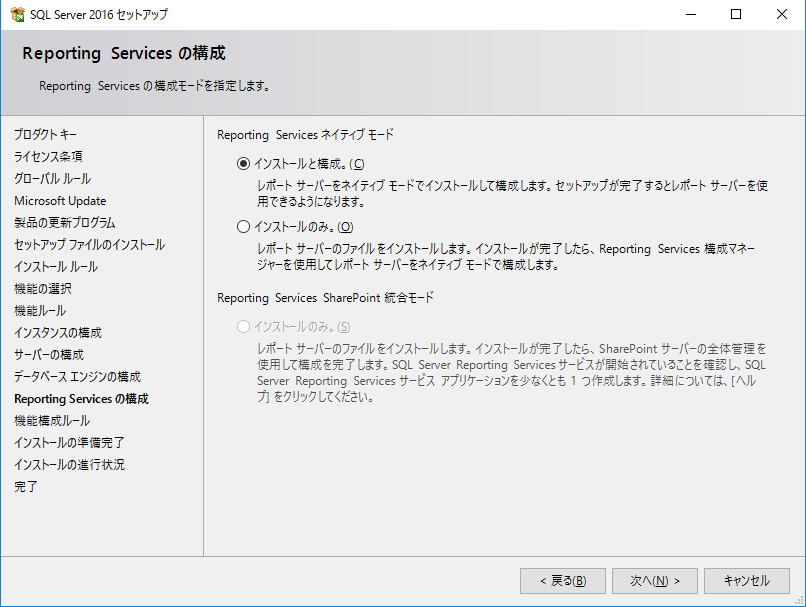 SQL Server 2016 セットアップ
Reporting Services の構成
Reporting Services の構成モードを指定します。
プロダクト キー
ライセンス条項
グローバル ルール
Microsoft Update
製品の更新プログラム
セットアップ ファイルのインストール
インストール ルール
機能の選択
機能ルール
インスタンスの構成
サーバーの構成
データベース エンジンの構成
Reporting Services の構成
機能構成ルール
インストールの準備完了
インストールの進行状況
完了
Reporting Services ネイティブ モード
インストールと構成。(C)
レポート サーバーをネイティブ モードでインストールして構成します。セットアップが完了するとレポート サーバーを使
用できるようになります。
インストールのみ。(O)
レポート サーバーのファイルをインストールします。インストールが完了したら、Reporting Services 構成マネー
ジャーを使用してレポート サーバーをネイティブ モードで構成します。
Reporting Services SharePoint 統合モード
インストールのみ。(S)
レポート サーバーのファイルをインストールします。インストールが完了したら、SharePoint サーバーの全体管理を
使用して構成を完了します。SQL Server Reporting Services サービスが開始されていることを確認し、SQL
Server Reporting Services サービス アプリケーションを少なくとも 1 つ作成します。詳細については、[ヘル
プ] をクリックしてください。
< 戻る(B)
次へ(N) >
キャンセル